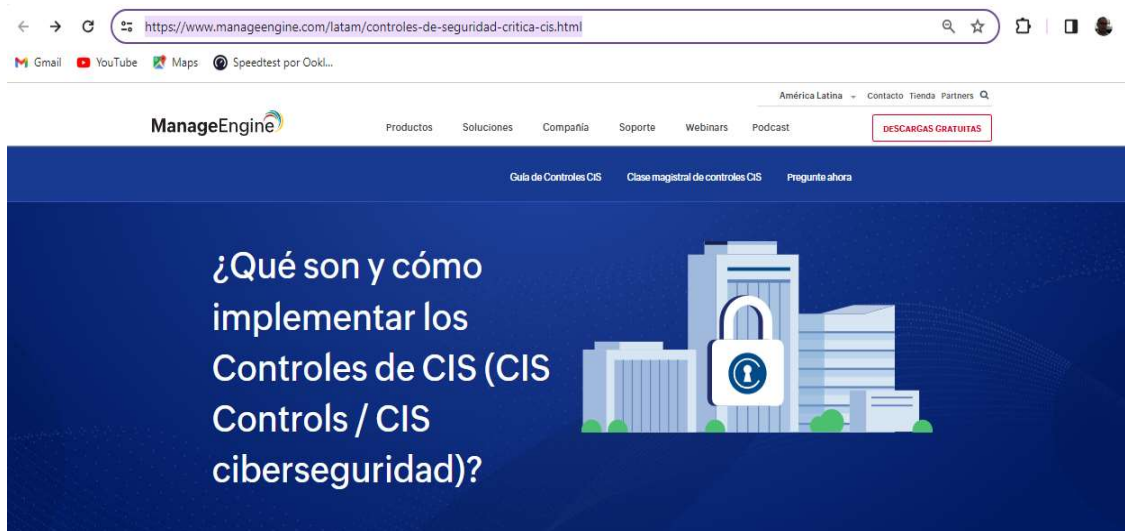 https://www.manageengine.com/latam/controles-de-seguridad-critica-cis.html
Gmail YouTube Maps Speedtest por Ookl...
América Latina Contacto Tienda Partners
ManageEngine Productos Soluciones Compañía Soporte Webinars Podcast DESCARGAS GRATUITAS
Guía de Controles CIS Clase magistral de controles CIS Pregunte ahora
¿Qué son y cómo
implementar los
Controles de CIS (CIS
Controls / CIS
ciberseguridad)?